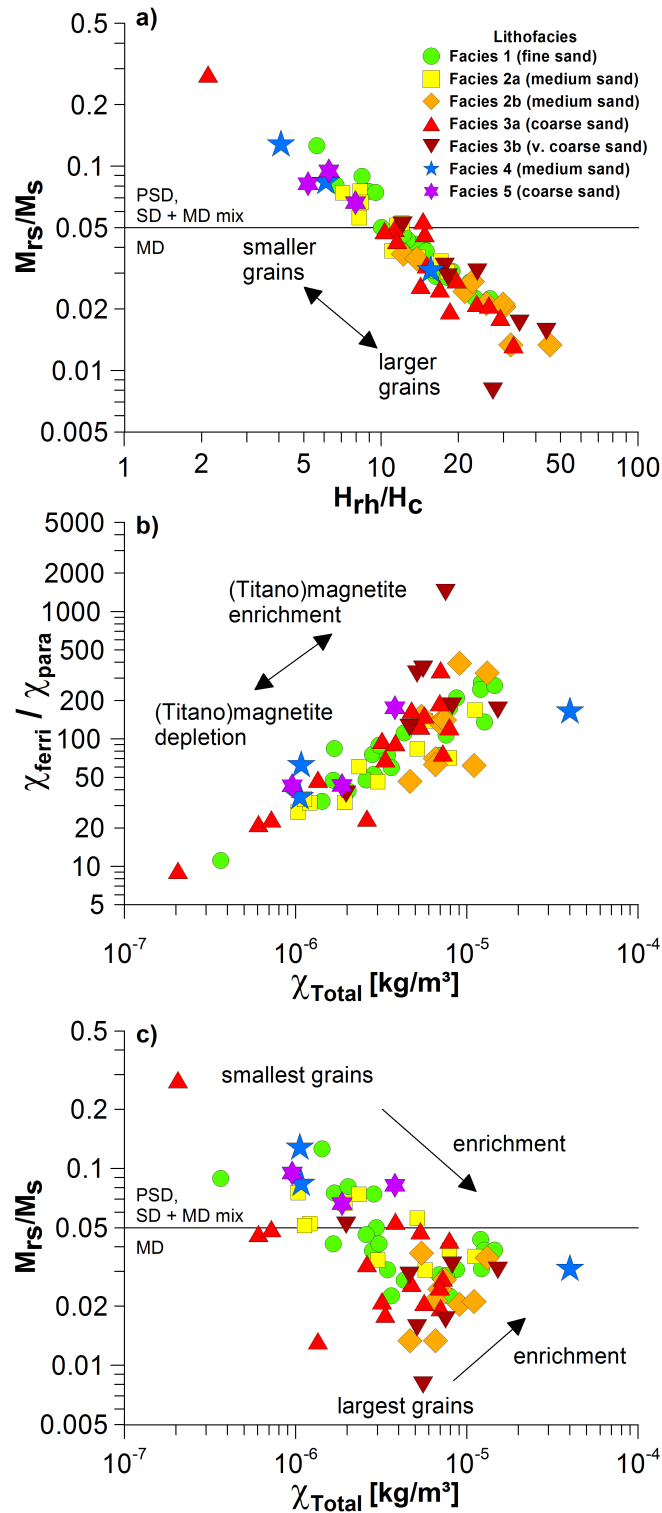 a)
Lithofacies
Facies 1 (fine sand)
Facies 2a (medium sand)
Facies 2b (medium sand)
Facies 3a (coarse sand)
Facies 3b (v. coarse sand)
Facies 4 (medium sand)
Facies 5 (coarse sand)
0.5
0.2
0.1
0.05
0.02
0.01
0.005
Mrs/Ms
PSD,
SD + MD mix
MD
smaller
grains
larger
grains
1
2
5
10
20
50
100
Hrh/Hc
b)
5000
2000
1000
500
200
100
50
20
10
5
χferri / χpara
(Titano)magnetite
enrichment
(Titano)magnetite
depletion
10⁻⁷
10⁻⁶
10⁻⁵
10⁻⁴
χTotal [kg/m³]
c)
0.5
0.2
0.1
0.05
0.02
0.01
0.005
Mrs/Ms
smallest grains
enrichment
PSD,
SD + MD mix
MD
enrichment
largest grains
10⁻⁷
10⁻⁶
10⁻⁵
10⁻⁴
χTotal [kg/m³]